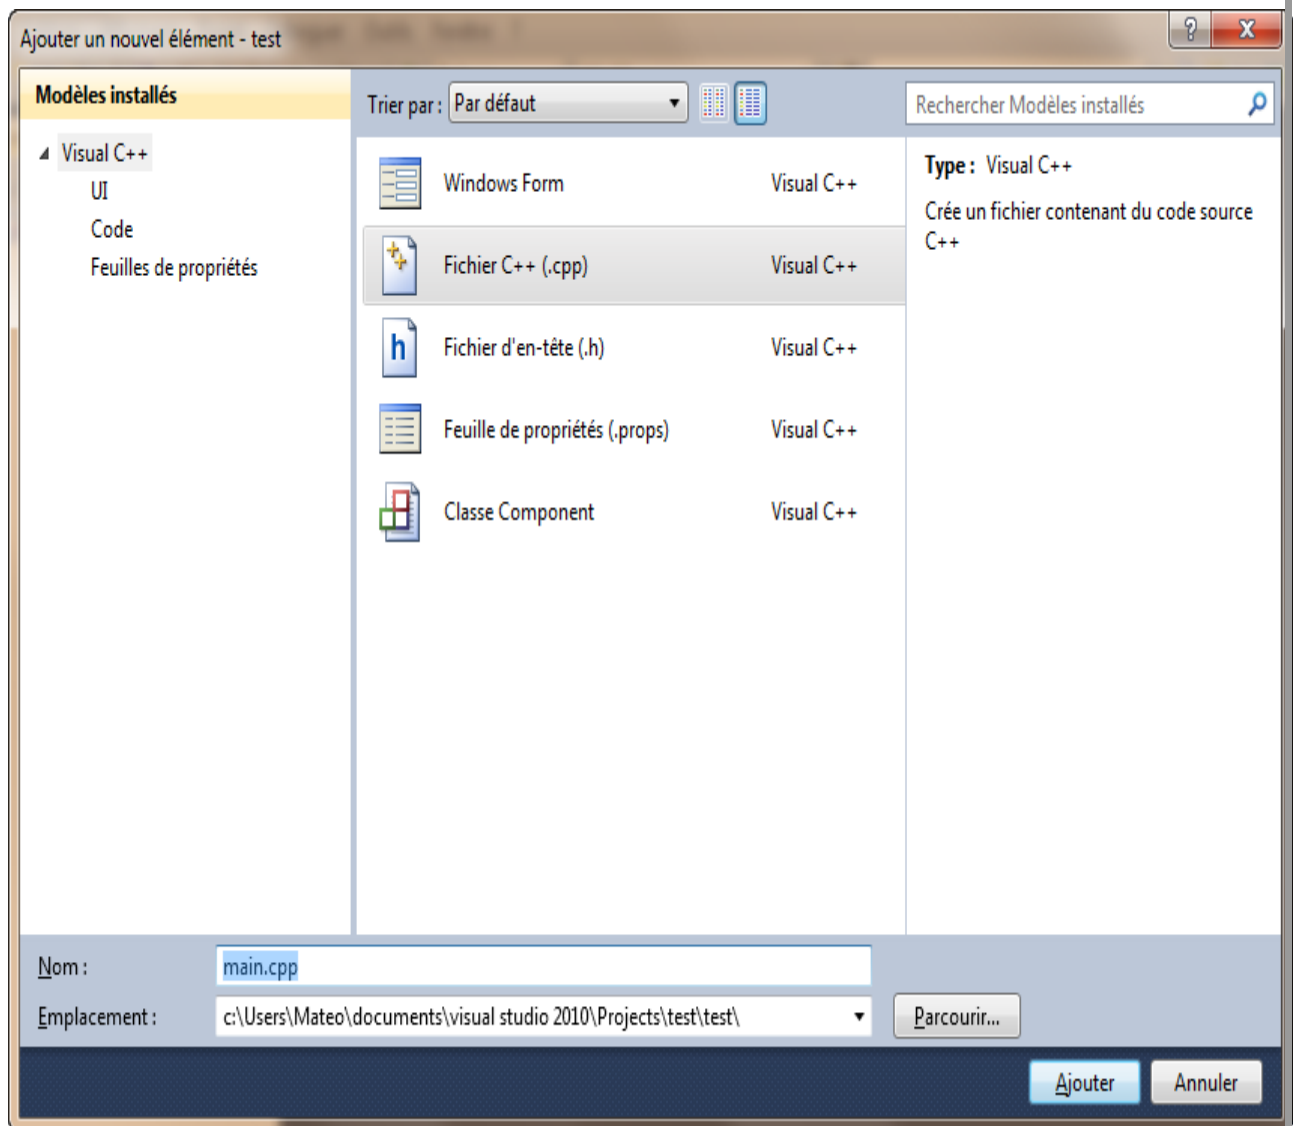 Ajouter un nouvel élément - test
Modèles installés
Trier par : Par défaut
Rechercher Modèles installés
Visual C++
UI
Code
Feuilles de propriétés
Windows Form Visual C++
Fichier C++ (.cpp) Visual C++
Fichier d'en-tête (.h) Visual C++
Feuille de propriétés (.props) Visual C++
Classe Component Visual C++
Type : Visual C++
Crée un fichier contenant du code source
C++
Nom : main.cpp
Emplacement : c:\Users\Mateo\documents\visual studio 2010\Projects\test\test\
Parcourir...
Ajouter Annuler